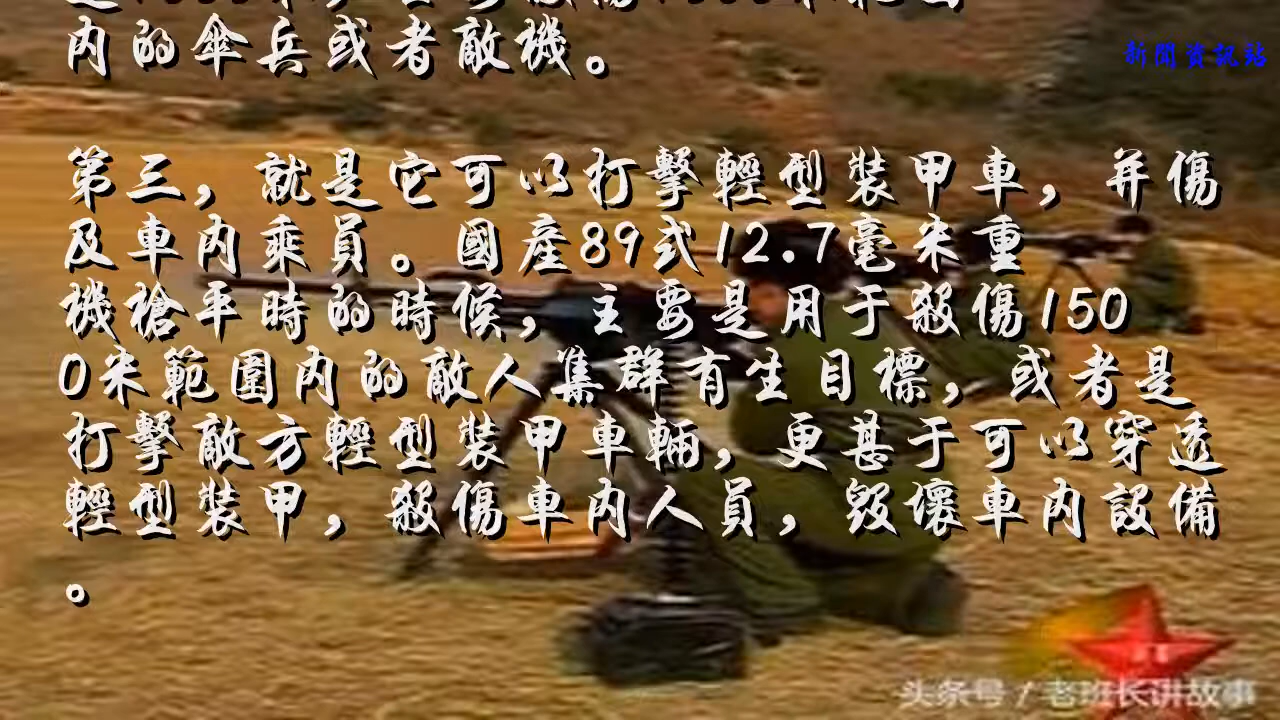 內的傘兵或者敵機。
新聞資訊站
第三，就是它可以打擊輕型裝甲車，并傷
及車內乘員。國產89式12.7毫米重
機槍平時的時候，主要是用于殺傷150
0米範圍內的敵人集群有生目標，或者是
打擊敵方輕型裝甲車輛，更甚于可以穿透
輕型裝甲，殺傷車內人員，毀壞車內設備
。
头条号 / 老班长讲故事